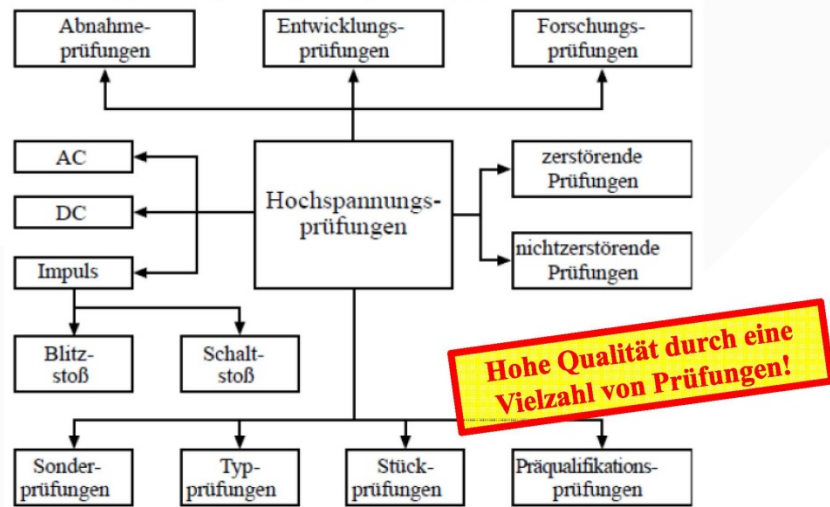 Abnahme-
prüfungen
Entwicklungs-
prüfungen
Forschungs-
prüfungen
AC
DC
Impuls
Hochspannungs-
prüfungen
zerstörende
Prüfungen
nichtzerstörende
Prüfungen
Blitz-
stoß
Schalt-
stoß
Hohe Qualität durch eine
Vielzahl von Prüfungen!
Sonder-
prüfungen
Typ-
prüfungen
Stück-
prüfungen
Präqualifikations-
prüfungen